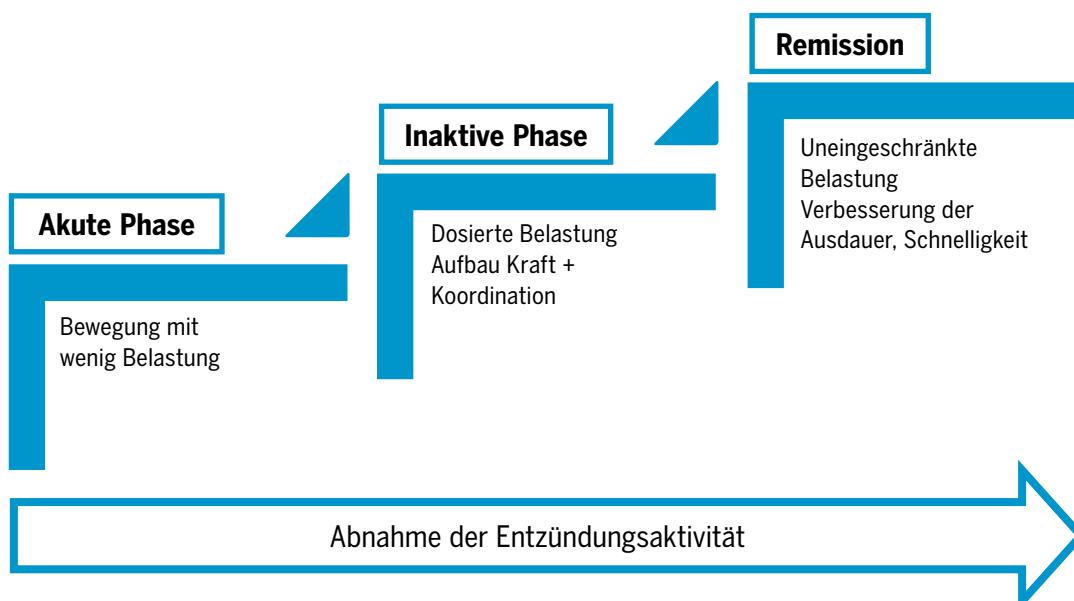 Akute Phase
Bewegung mit
wenig Belastung
Inaktive Phase
Dosierte Belastung
Aufbau Kraft +
Koordination
Remission
Uneingeschränkte
Belastung
Verbesserung der
Ausdauer, Schnelligkeit
Abnahme der Entzündungsaktivität